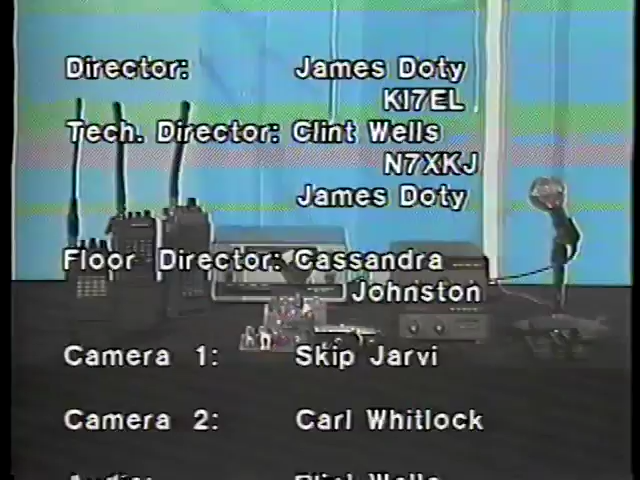 Director: James Doty
KI7EL
Tech. Director: Clint Wells
N7XKJ
James Doty
Floor Director: Cassandra
Johnston
Camera 1: Skip Jarvi
Camera 2: Carl Whitlock
Wells